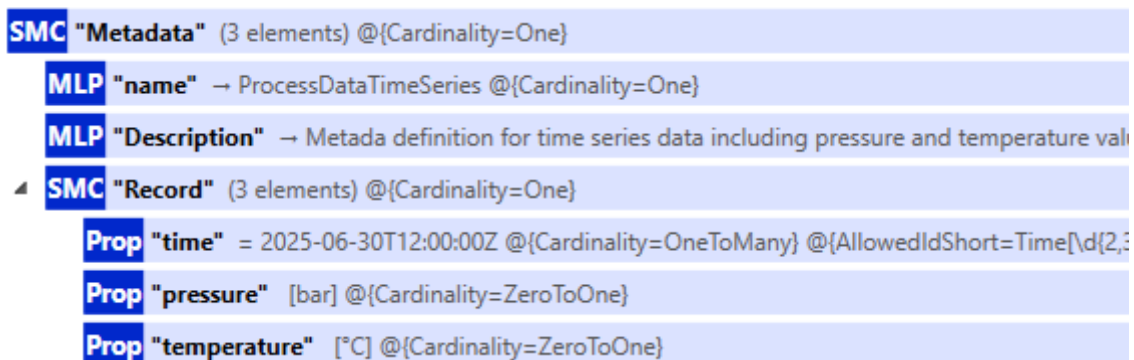 SMC "Metadata" (3 elements) @{Cardinality=One}
MLP "name" → ProcessDataTimeSeries @{Cardinality=One}
MLP "Description" → Metada definition for time series data including pressure and temperature
SMC "Record" (3 elements) @{Cardinality=One}
Prop "time" = 2025-06-30T12:00:00Z @{Cardinality=OneToMany} @{AllowedIdShort=Time[\d{2,3
Prop "pressure" [bar] @{Cardinality=ZeroToOne}
Prop "temperature" [°C] @{Cardinality=ZeroToOne}